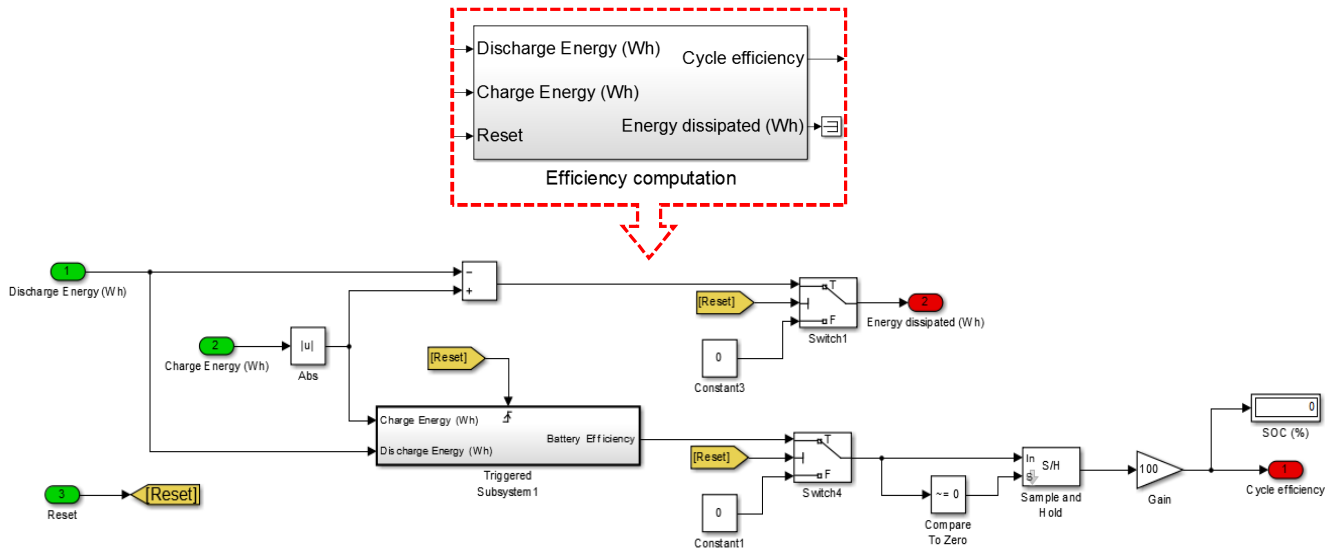 Discharge Energy (Wh)
Cycle efficiency
Charge Energy (Wh)
Energy dissipated (Wh)
Reset
Efficiency computation
1
Discharge Energy (Wh)
−
+
[Reset]
T
F
Switch1
2
Energy dissipated (Wh)
2
Charge Energy (Wh)
|u|
Abs
[Reset]
0
Constant3
Charge Energy (Wh)
Discharge Energy (Wh)
Battery Efficiency
Triggered
Subsystem1
[Reset]
T
F
Switch4
0
SOC (%)
In
S/H
Sample and
Hold
100
Gain
1
Cycle efficiency
3
Reset
[Reset]
0
Constant1
~= 0
Compare
To Zero